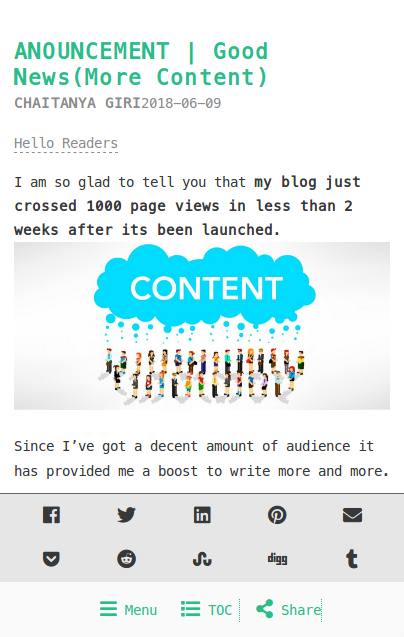 ANOUNCEMENT | Good
News(More Content)
CHAITANYA GIRI2018-06-09
Hello Readers
I am so glad to tell you that my blog just
crossed 1000 page views in less than 2
weeks after its been launched.
CONTENT
Since I’ve got a decent amount of audience it
has provided me a boost to write more and more.
digg
Menu TOC Share